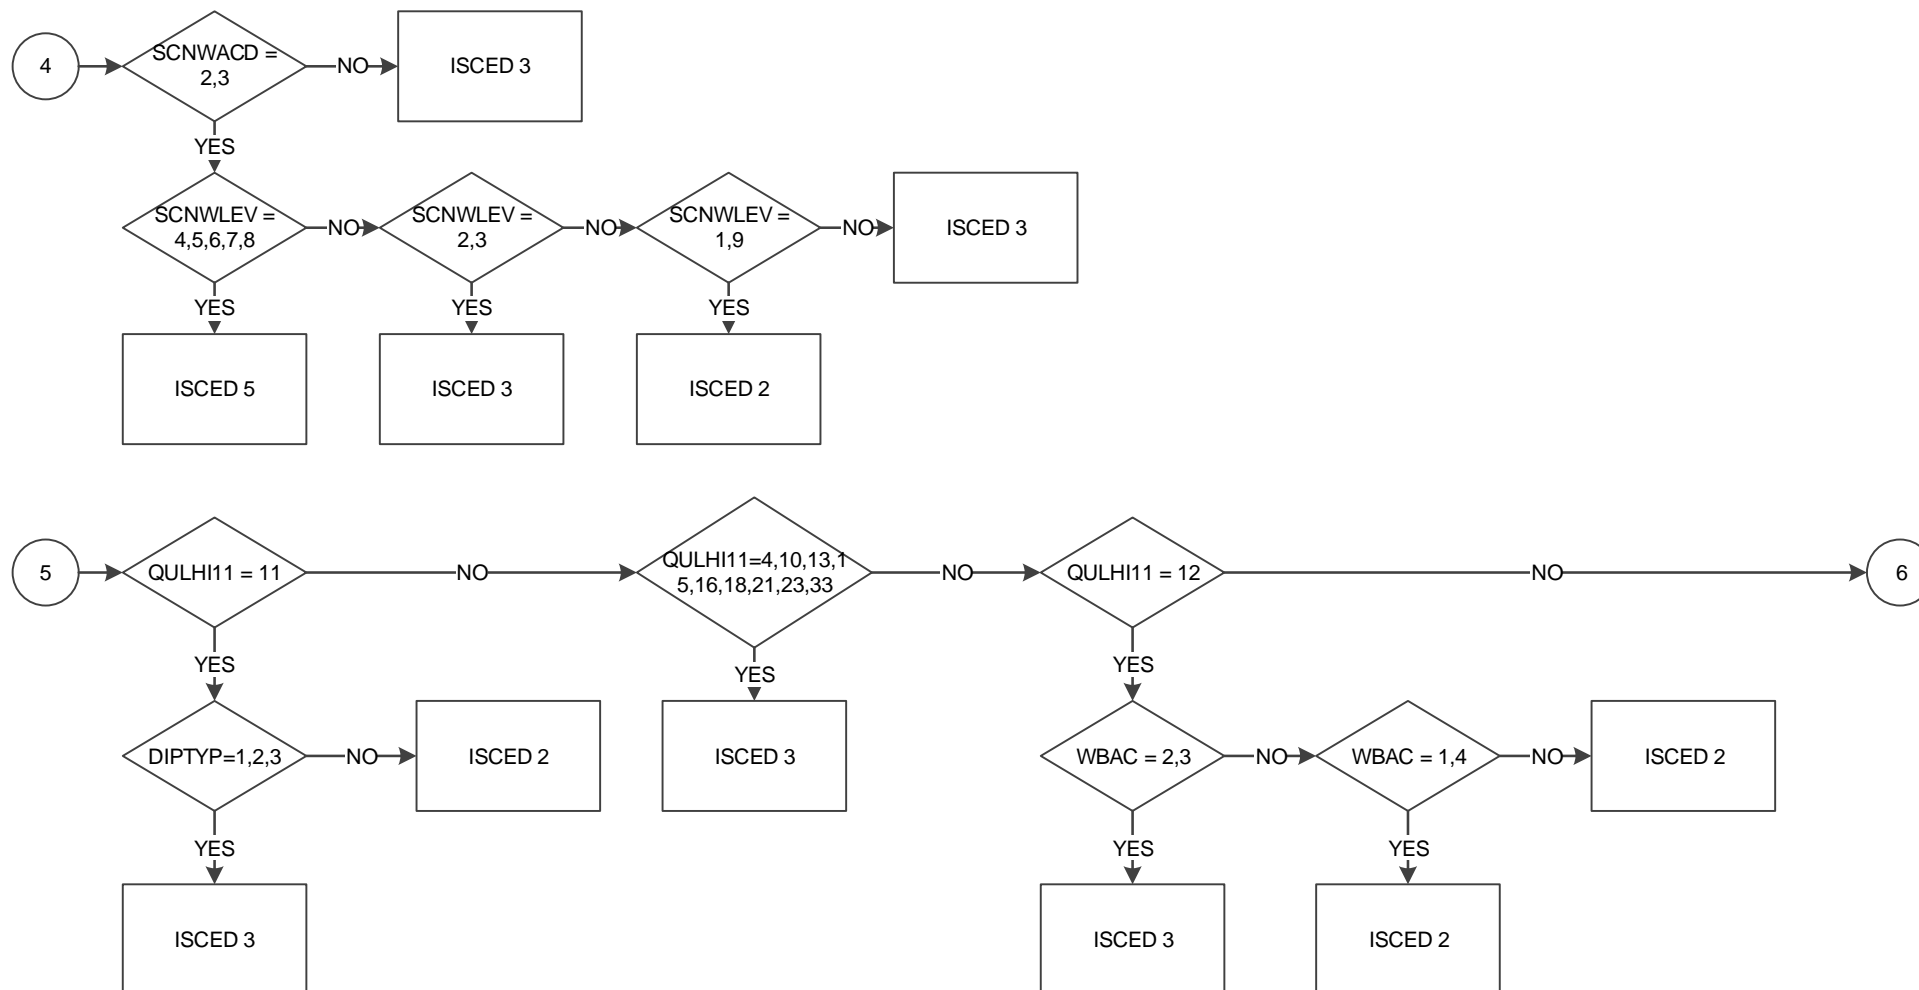 4
SCNWACD =
2,3
NO
ISCED 3
YES
SCNWLEV =
4,5,6,7,8
NO
SCNWLEV =
2,3
NO
SCNWLEV =
1,9
NO
ISCED 3
YES
YES
YES
ISCED 5
ISCED 3
ISCED 2
5
QULHI11 = 11
NO
QULHI11=4,10,13,1
5,16,18,21,23,33
NO
QULHI11 = 12
NO
6
YES
YES
YES
DIPTYP=1,2,3
NO
ISCED 2
ISCED 3
WBAC = 2,3
NO
WBAC = 1,4
NO
ISCED 2
YES
YES
YES
ISCED 3
ISCED 3
ISCED 2